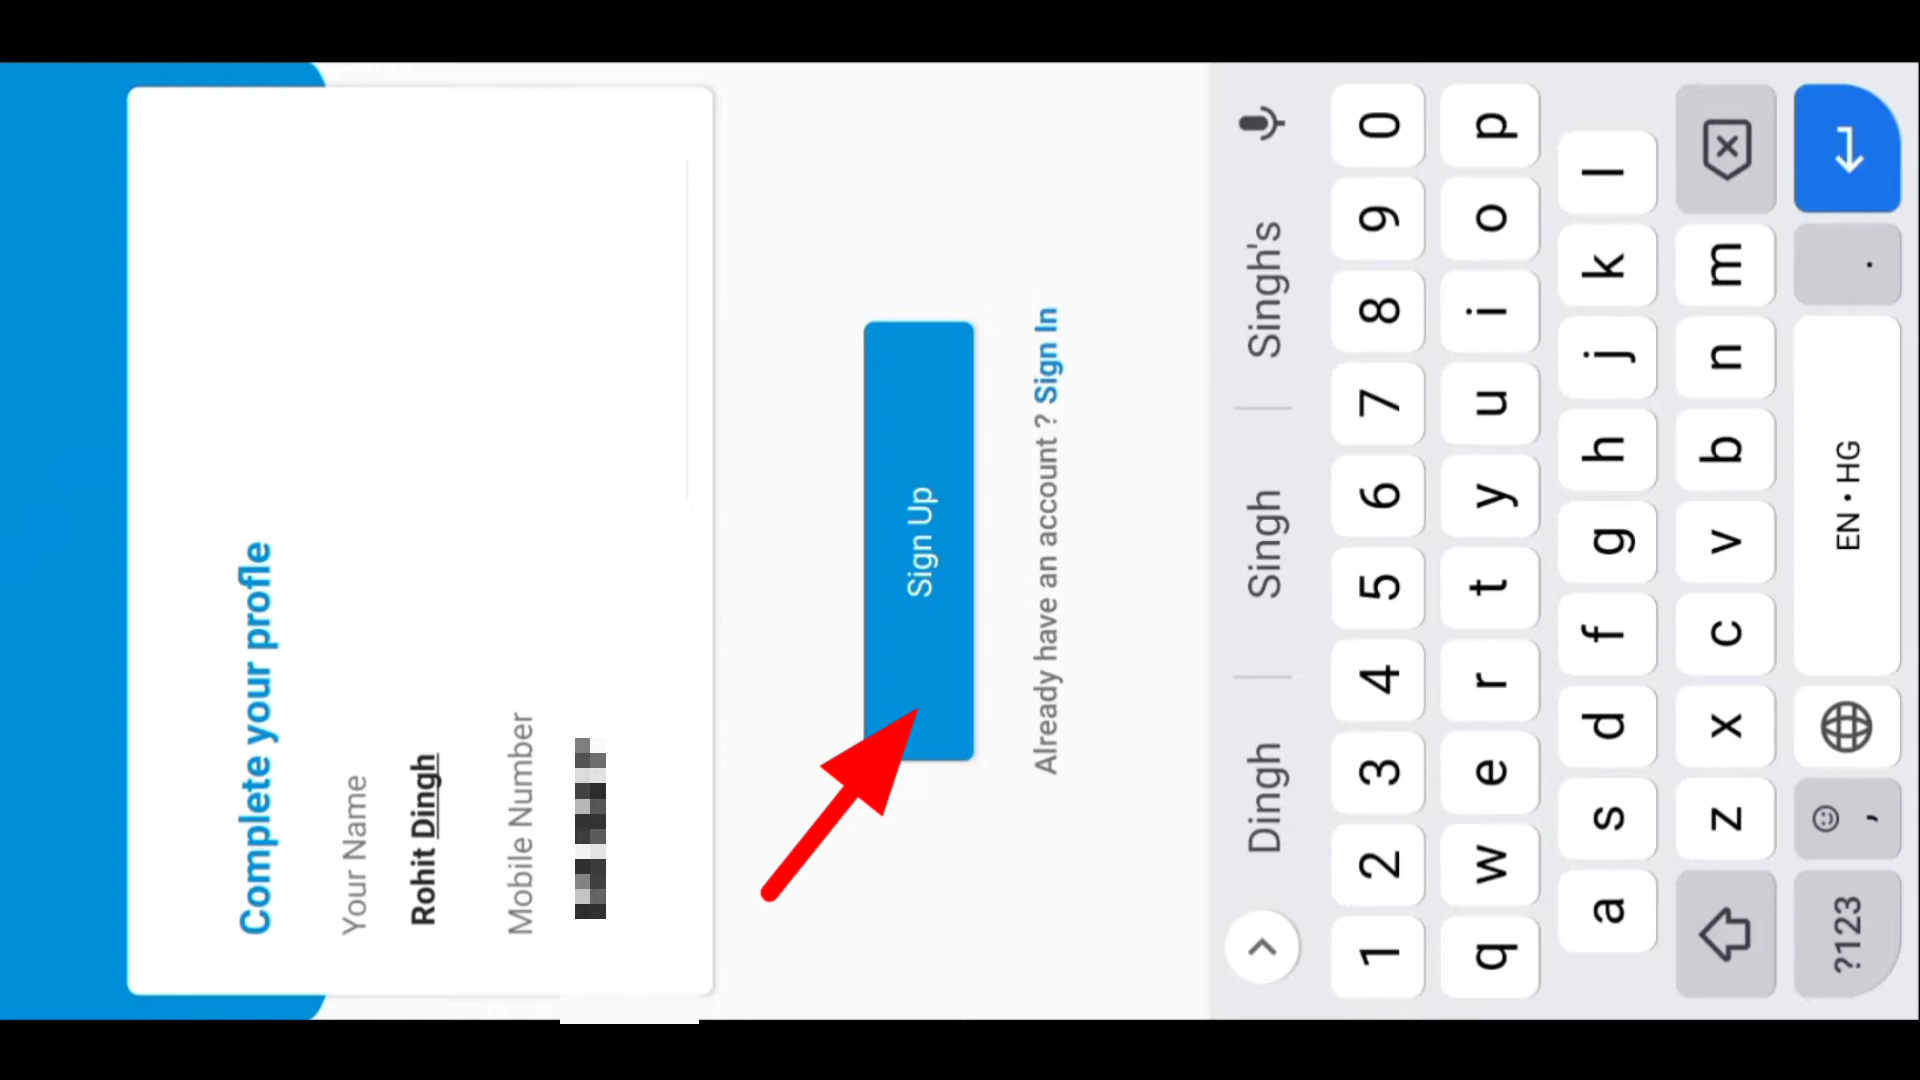 Complete your profile
Your Name
Rohit Dingh
Mobile Number
Sign Up
Already have an account ? Sign In
Dingh Singh Singh's
1 2 3 4 5 6 7 8 9 0
q w e r t y u i o p
a s d f g h j k l
z x c v b n m
?123 , EN • HG .